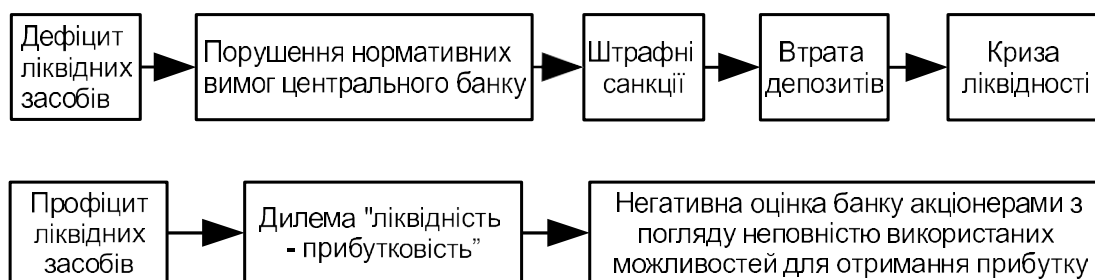 Дефіцит
ліквідних
засобів
Порушення нормативних
вимог центрального банку
Штрафні
санкції
Втрата
депозитів
Криза
ліквідності
Профіцит
ліквідних
засобів
Дилема "ліквідність
- прибутковість”
Негативна оцінка банку акціонерами з
погляду неповністю використаних
можливостей для отримання прибутку